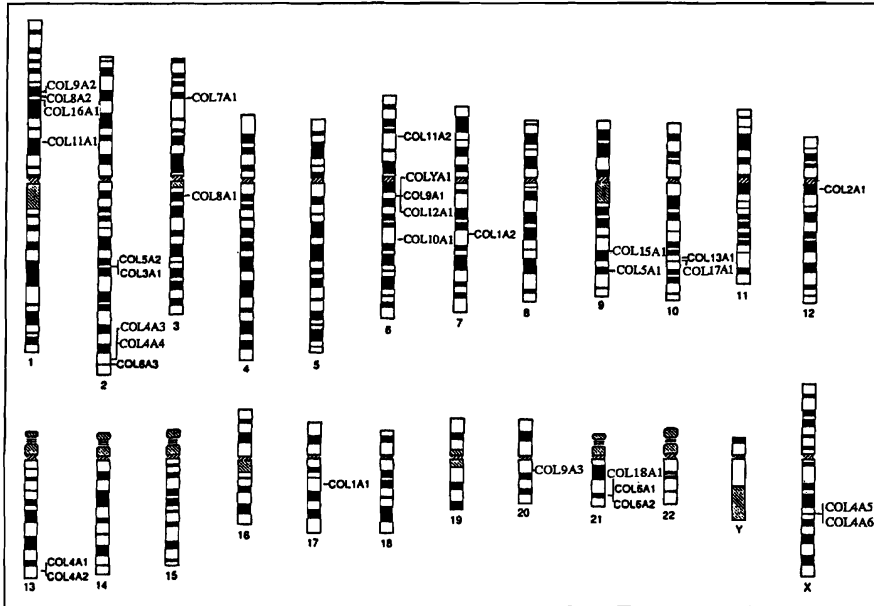 COL9A2
COL8A2
COL16A1
COL11A1
1
COL5A2
COL3A1
COL4A3
COL4A4
COL6A3
2
COL7A1
COL8A1
3
4
5
COL11A2
COLYA1
COL9A1
COL12A1
COL10A1
6
COL1A2
7
8
COL15A1
COL5A1
9
COL13A1
COL17A1
10
11
COL2A1
12
COL4A1
COL4A2
13
14
15
16
COL1A1
17
18
19
COL9A3
20
COL18A1
COL6A1
COL6A2
21
22
Y
COL4A5
COL4A6
X